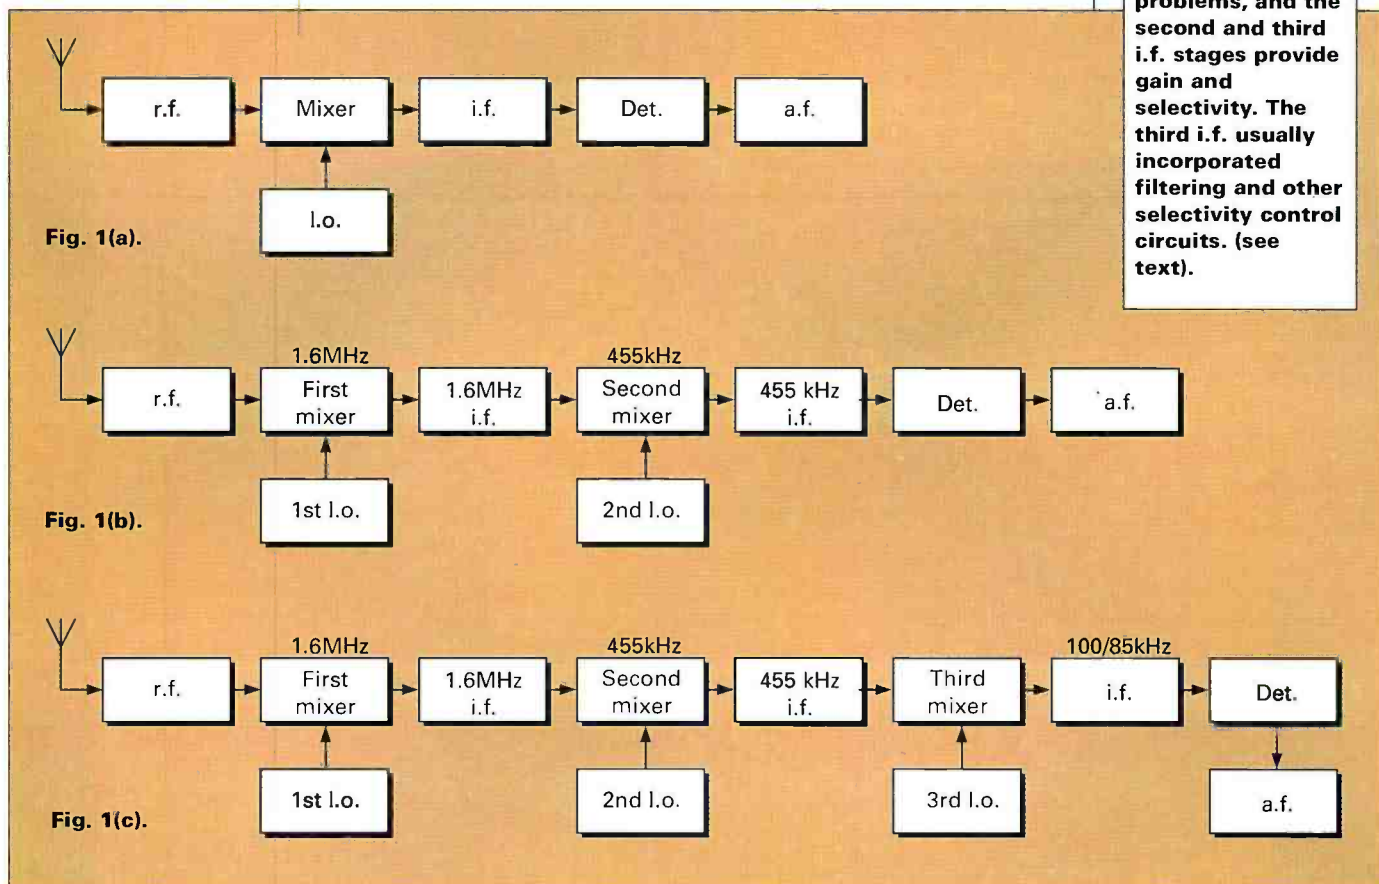 problems, and the
second and third
i.f. stages provide
gain and
selectivity. The
third i.f. usually
incorporated
filtering and other
selectivity control
circuits. (see
text).
r.f.
Mixer
i.f.
Det.
a.f.
l.o.
Fig. 1(a).
1.6MHz
455kHz
r.f.
First
mixer
1.6MHz
i.f.
Second
mixer
455 kHz
i.f.
Det.
a.f.
1st l.o.
2nd l.o.
Fig. 1(b).
1.6MHz
455kHz
100/85kHz
r.f.
First
mixer
1.6MHz
i.f.
Second
mixer
455 kHz
i.f.
Third
mixer
i.f.
Det.
1st l.o.
2nd l.o.
3rd l.o.
a.f.
Fig. 1(c).